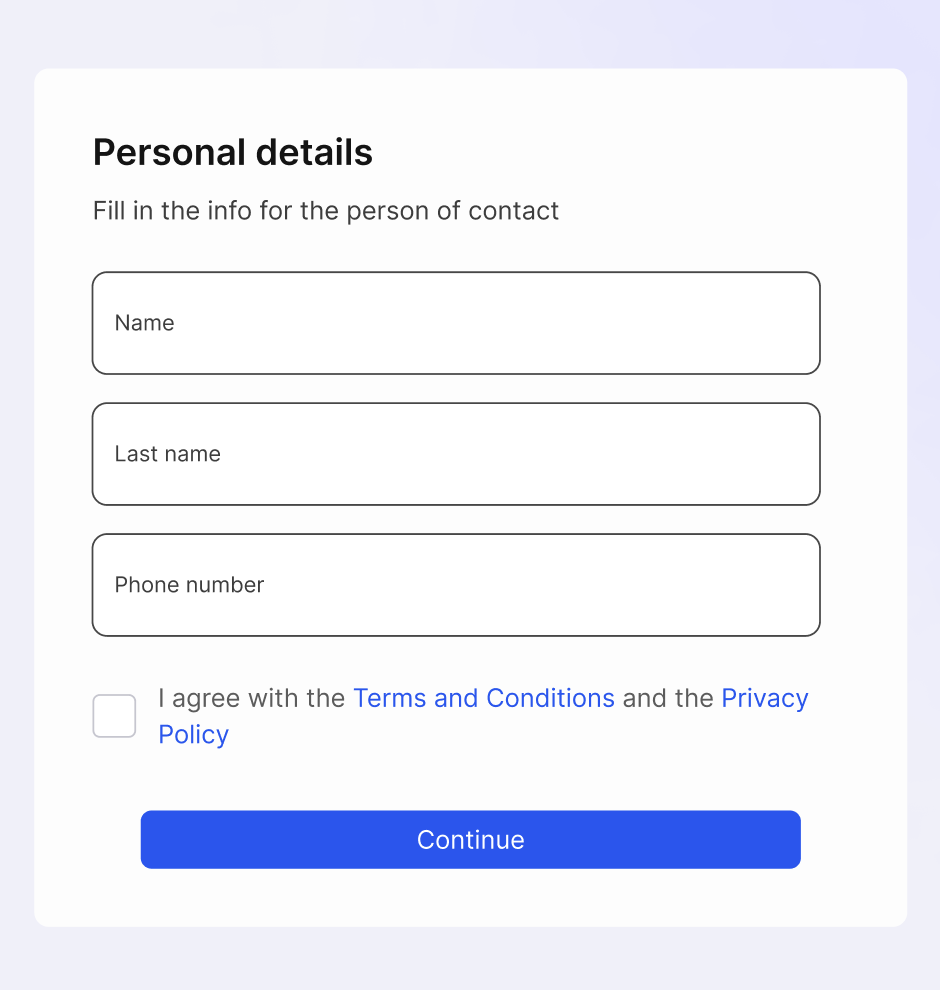 Personal details
Fill in the info for the person of contact
Name
Last name
Phone number
I agree with the Terms and Conditions and the Privacy
Policy
Continue